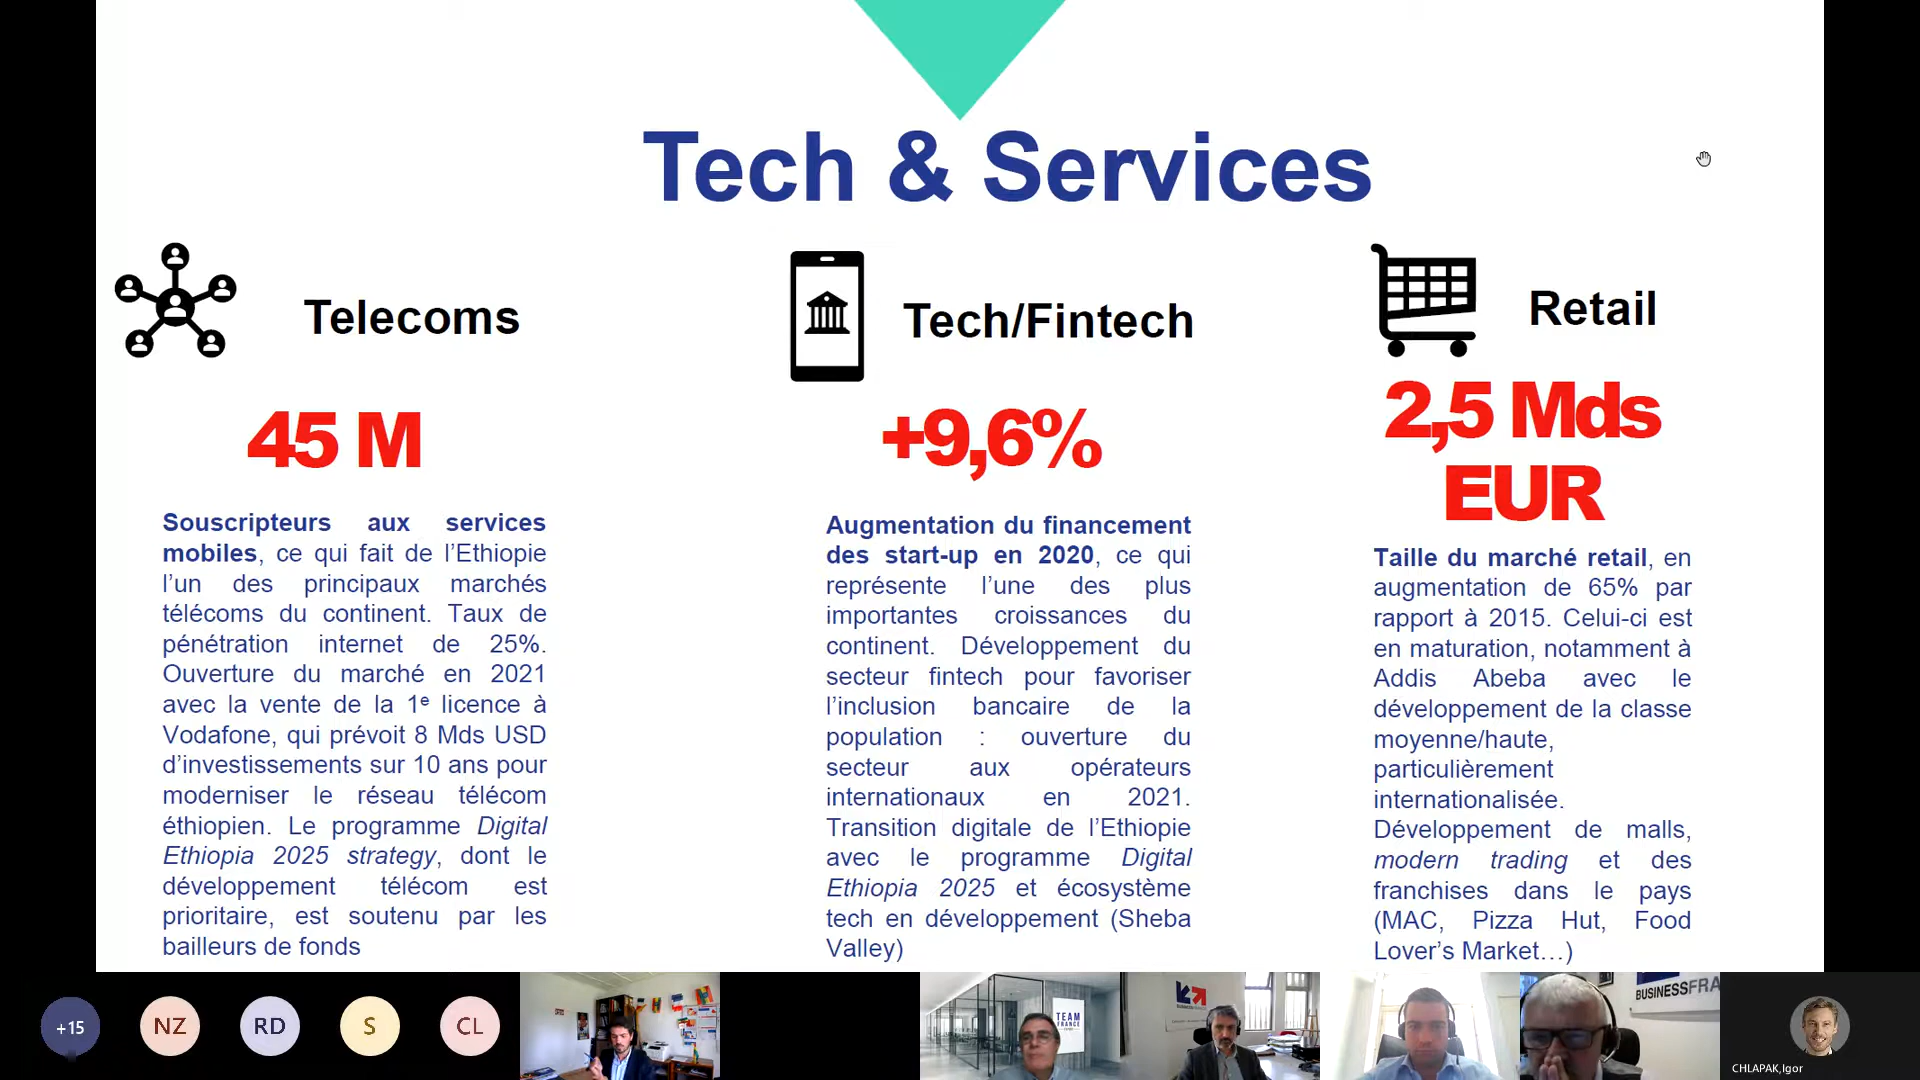 Tech & Services
Telecoms
45 M
Souscripteurs aux services
mobiles, ce qui fait de l’Ethiopie
l’un des principaux marchés
télécoms du continent. Taux de
pénétration internet de 25%.
Ouverture du marché en 2021
avec la vente de la 1ᵉ licence à
Vodafone, qui prévoit 8 Mds USD
d’investissements sur 10 ans pour
moderniser le réseau télécom
éthiopien. Le programme Digital
Ethiopia 2025 strategy, dont le
développement télécom est
prioritaire, est soutenu par les
bailleurs de fonds
Tech/Fintech
+9,6%
Augmentation du financement
des start-up en 2020, ce qui
représente l’une des plus
importantes croissances du
continent. Développement du
secteur fintech pour favoriser
l’inclusion bancaire de la
population : ouverture du
secteur aux opérateurs
internationaux en 2021.
Transition digitale de l’Ethiopie
avec le programme Digital
Ethiopia 2025 et écosystème
tech en développement (Sheba
Valley)
Retail
2,5 Mds
EUR
Taille du marché retail, en
augmentation de 65% par
rapport à 2015. Celui-ci est
en maturation, notamment à
Addis Abeba avec le
développement de la classe
moyenne/haute,
particulièrement
internationalisée.
Développement de malls,
modern trading et des
franchises dans le pays
(MAC, Pizza Hut, Food
Lover’s Market…)
+15
NZ
RD
S
CL
TEAM
FRANCE
BUSINESSFRA
CHLAPAK,Igor